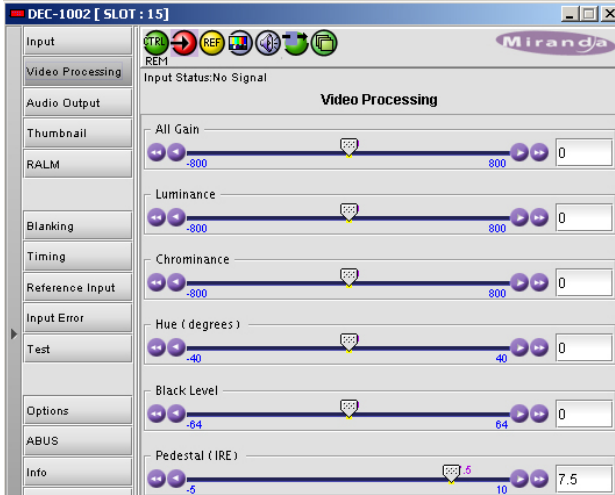 DEC-1002 [ SLOT : 15]
Input
Video Processing
Audio Output
Thumbnail
RALM
Blanking
Timing
Reference Input
Input Error
Test
Options
ABUS
Info
CTRL REF
REM
Miranda
Input Status:No Signal
Video Processing
All Gain
-800 800 0
Luminance
-800 800 0
Chrominance
-800 800 0
Hue (degrees)
-40 40 0
Black Level
-64 64 0
Pedestal (IRE)
-5 .5 10 7.5